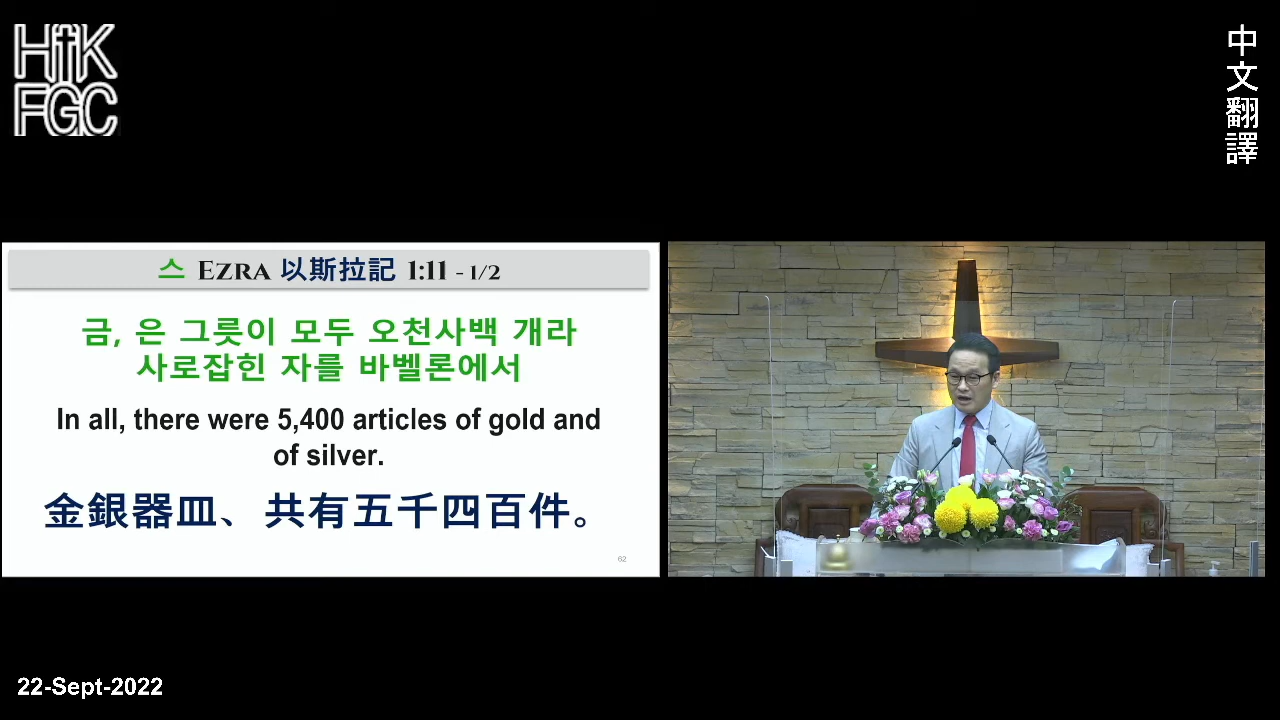 HKFGC
中文翻譯
스 EZRA 以斯拉記 1:11 - 1/2
금, 은 그릇이 모두 오천사백 개라
사로잡힌 자를 바벨론에서
In all, there were 5,400 articles of gold and
of silver.
金銀器皿、共有五千四百件。
62
22-Sept-2022